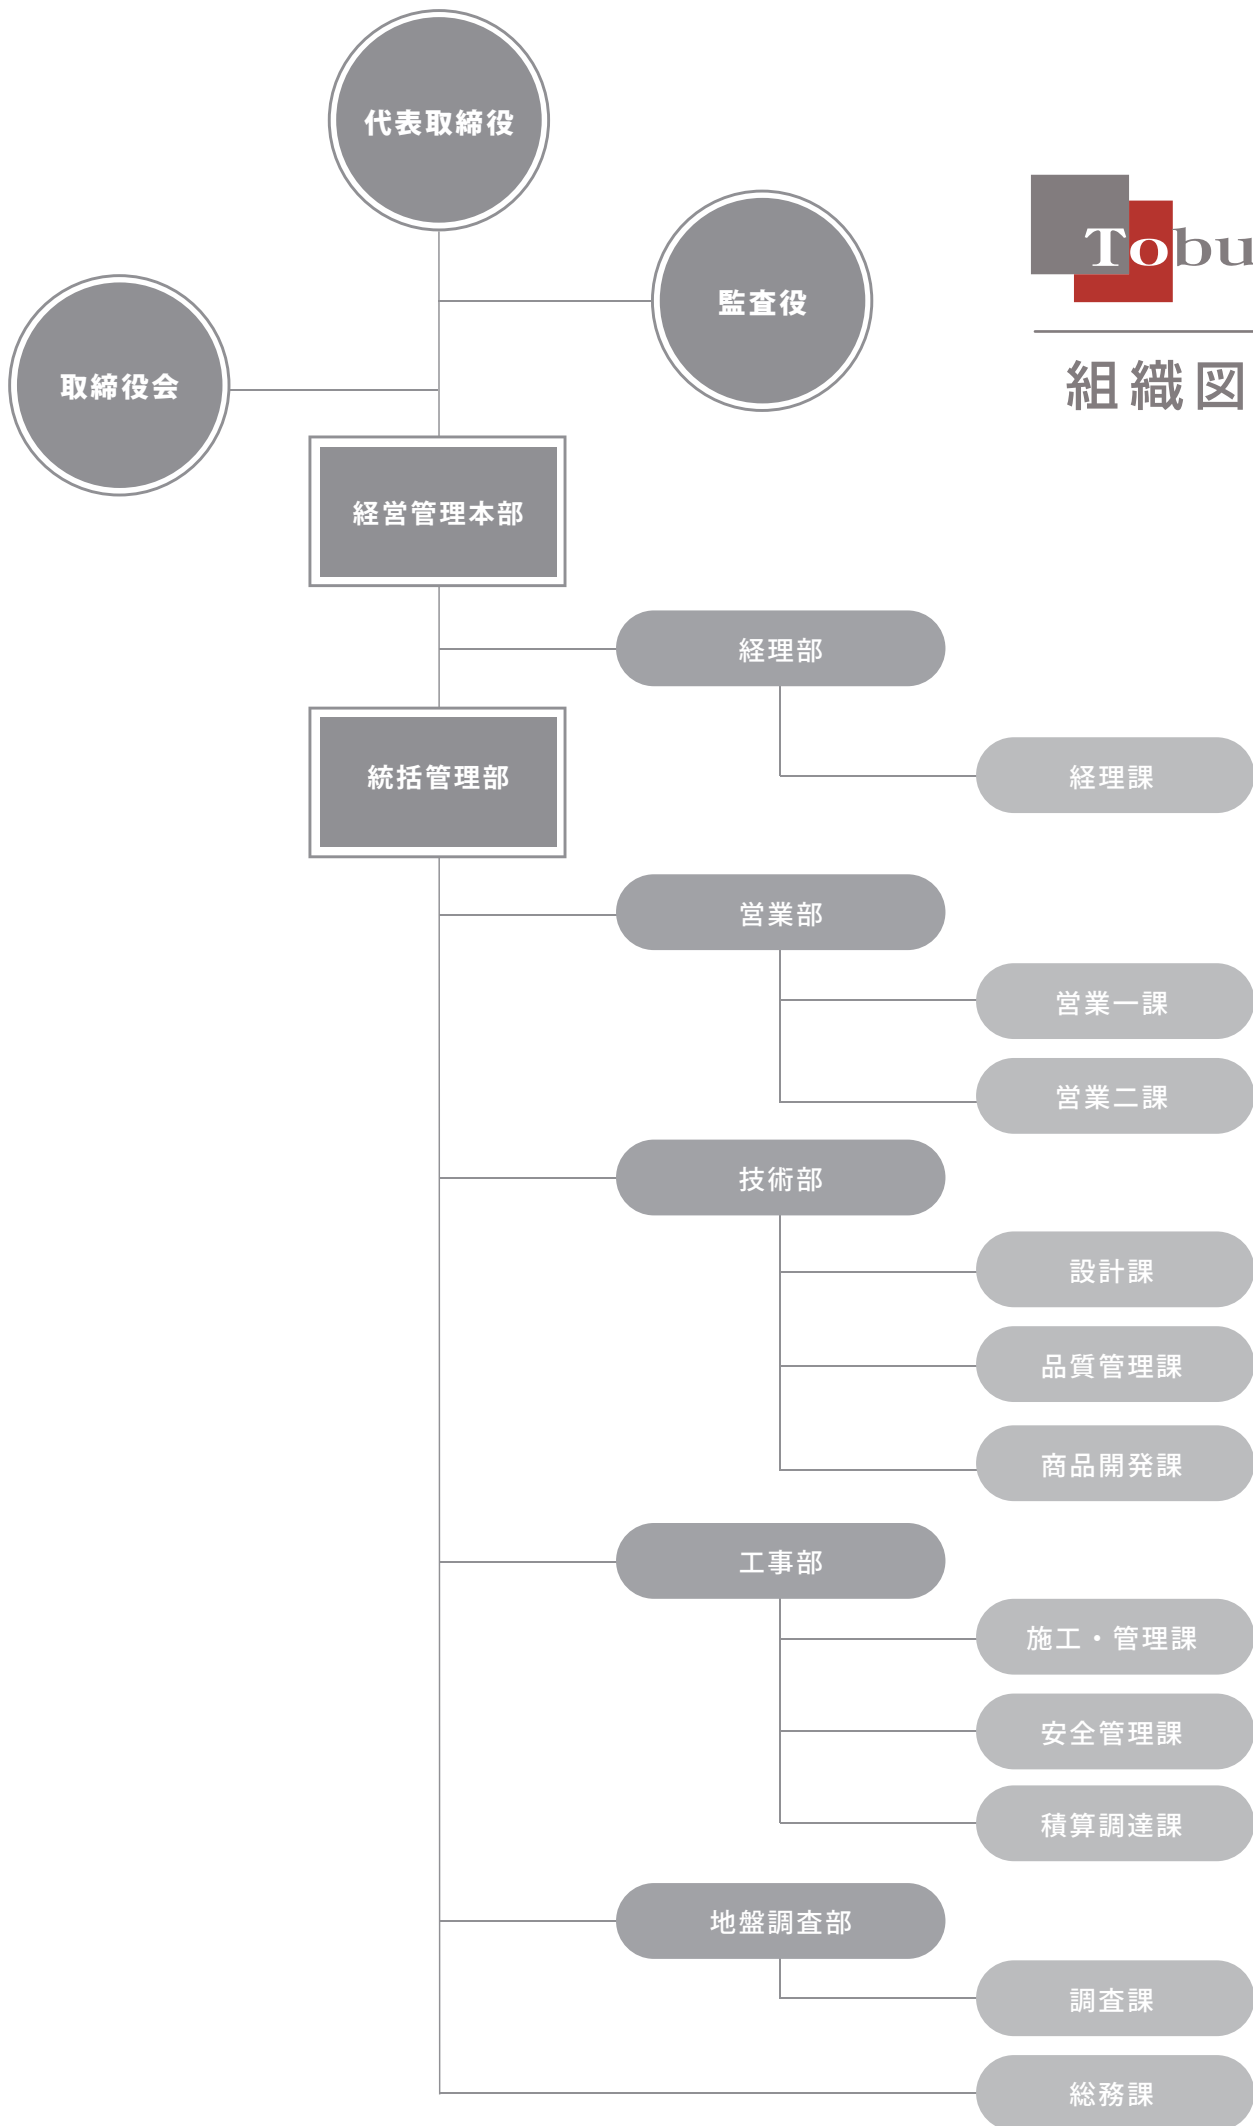 代表取締役
監査役
Tobu
組織図
取締役会
経営管理本部
経理部
経理課
統括管理部
営業部
営業一課
営業二課
技術部
設計課
品質管理課
商品開発課
工事部
施工・管理課
安全管理課
積算調達課
地盤調査部
調査課
総務課